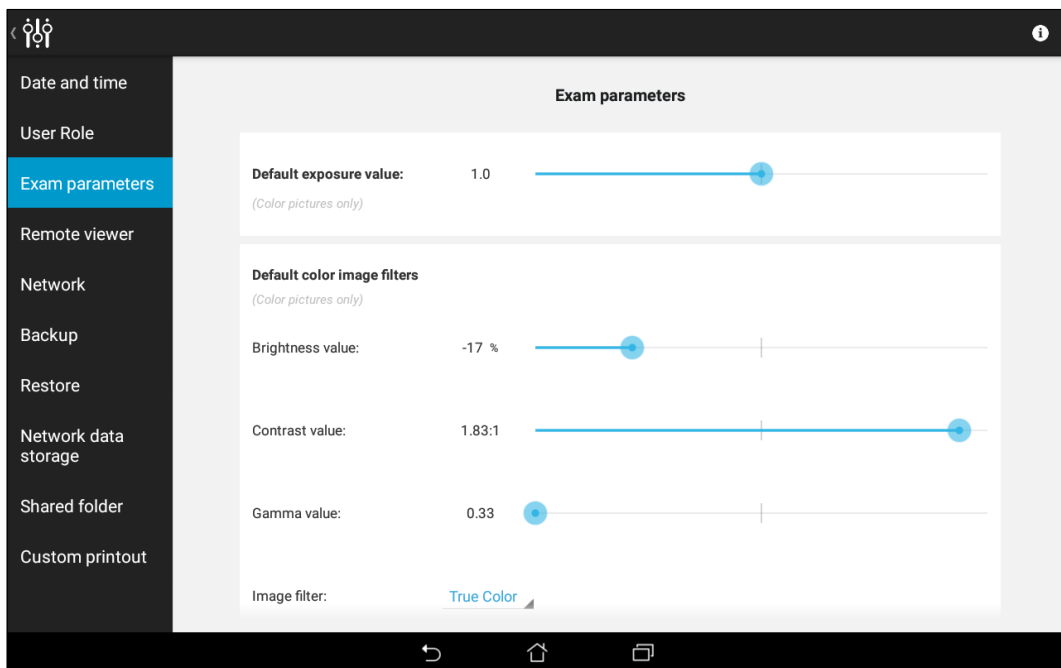 Date and time
User Role
Exam parameters
Remote viewer
Network
Backup
Restore
Network data
storage
Shared folder
Custom printout
Exam parameters
Default exposure value: 1.0
(Color pictures only)
Default color image filters
(Color pictures only)
Brightness value: -17 %
Contrast value: 1.83:1
Gamma value: 0.33
Image filter: True Color